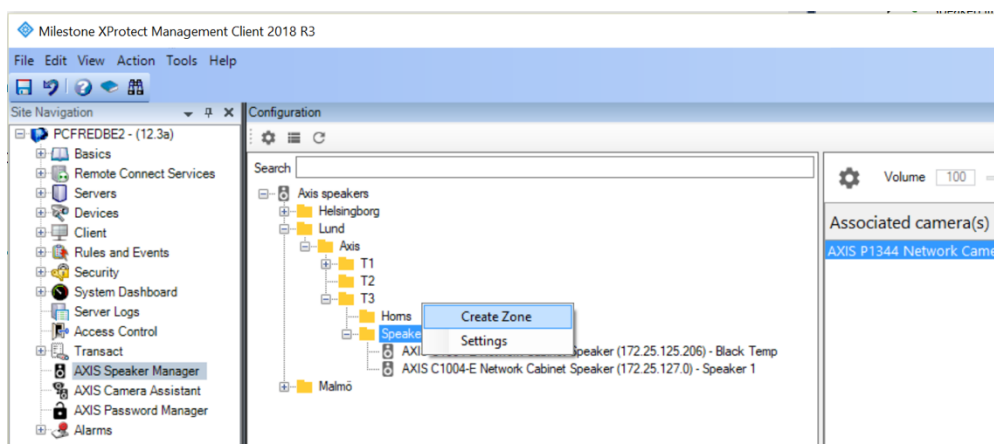 Milestone XProtect Management Client 2018 R3
File Edit View Action Tools Help
Site Navigation
PCFREDBE2 - (12.3a)
Basics
Remote Connect Services
Servers
Devices
Client
Rules and Events
Security
System Dashboard
Server Logs
Access Control
Transact
AXIS Speaker Manager
AXIS Camera Assistant
AXIS Password Manager
Alarms
Configuration
Search
Axis speakers
Helsingborg
Lund
Axis
T1
T2
T3
Horns
Speake
Create Zone
Settings
AXI
Speaker (172.25.125.206) - Black Temp
AXIS C1004-E Network Cabinet Speaker (172.25.127.0) - Speaker 1
Malmö
Volume 100
Associated camera(s)
AXIS P1344 Network Came